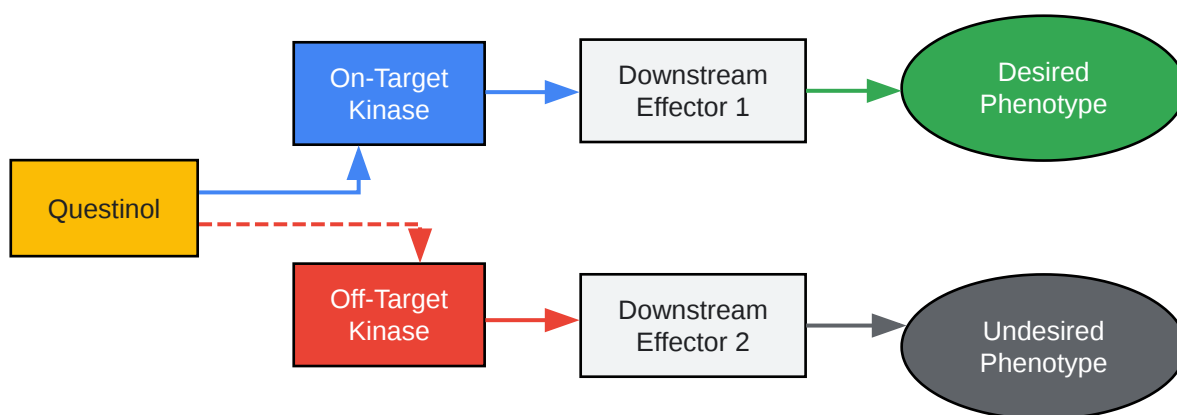 On-Target
Kinase
Downstream
Effector 1
Desired
Phenotype
Questinol
Off-Target
Kinase
Downstream
Effector 2
Undesired
Phenotype